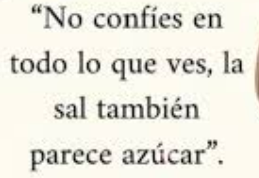 “No confíes en
todo lo que ves, la
sal también
parece azúcar”.